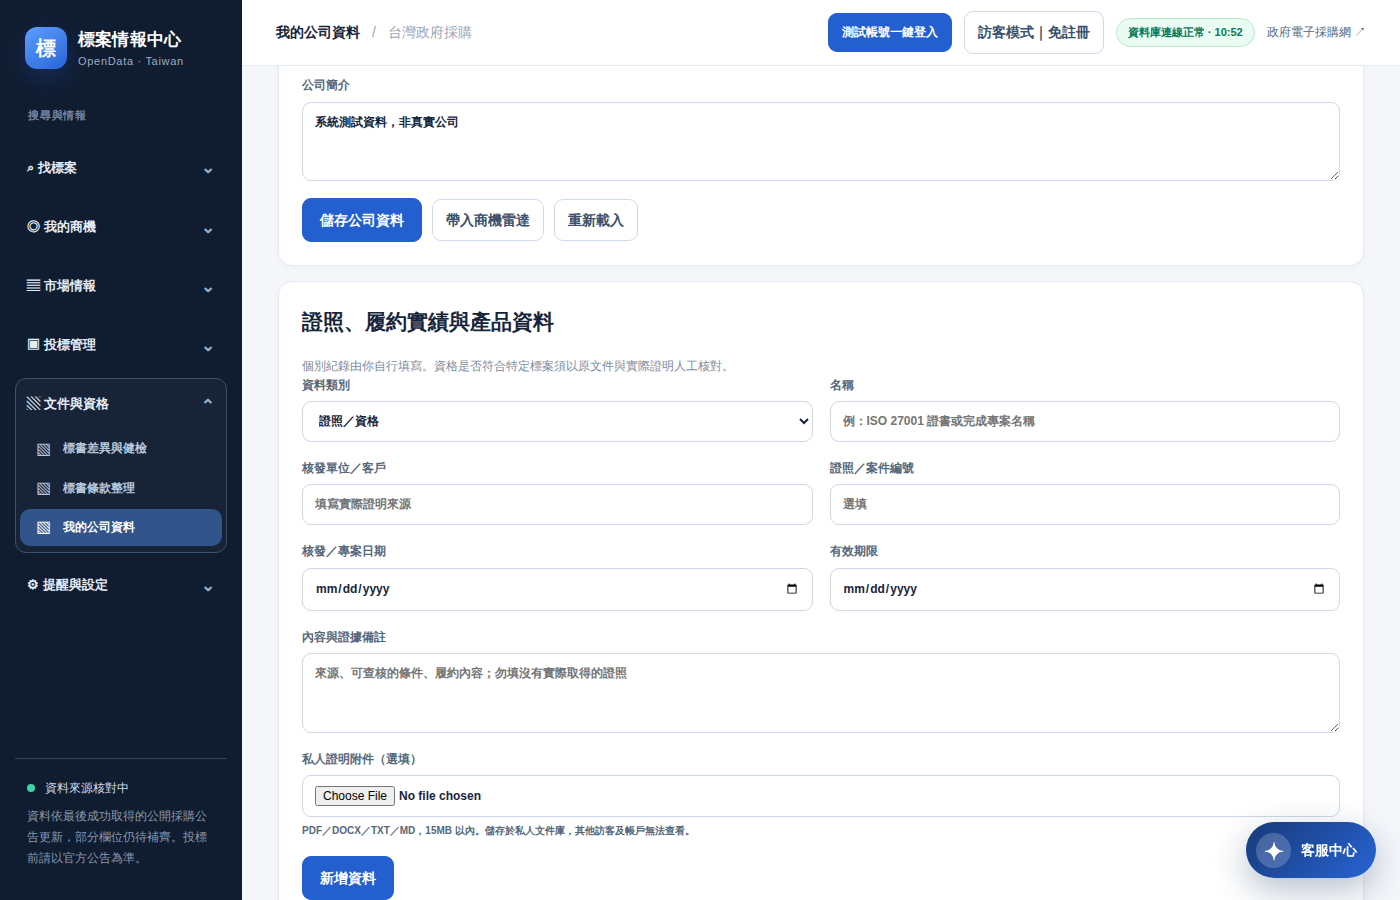 標
標案情報中心
OpenData · Taiwan
搜尋與情報
找標案
我的商機
市場情報
投標管理
文件與資格
標書差異與健檢
標書條款整理
我的公司資料
提醒與設定
資料來源核對中
資料依最後成功取得的公開採購公
告更新，部分欄位仍待補齊。投標
前請以官方公告為準。
我的公司資料 / 台灣政府採購
測試帳號一鍵登入
訪客模式｜免註冊
資料庫連線正常 · 10:52
政府電子採購網 ↗
公司簡介
系統測試資料，非真實公司
儲存公司資料
帶入商機雷達
重新載入
證照、履約實績與產品資料
個別紀錄由你自行填寫。資格是否符合特定標案須以原文件與實際證明人工核對。
資料類別
名稱
證照／資格
例：ISO 27001 證書或完成專案名稱
核發單位／客戶
證照／案件編號
填寫實際證明來源
選填
核發／專案日期
有效期限
mm/dd/yyyy
mm/dd/yyyy
內容與證據備註
來源、可查核的條件、履約內容；勿填沒有實際取得的證照
私人證明附件（選填）
Choose File No file chosen
PDF／DOCX／TXT／MD，15MB 以內。儲存於私人文件庫，其他訪客及帳戶無法查看。
新增資料
客服中心